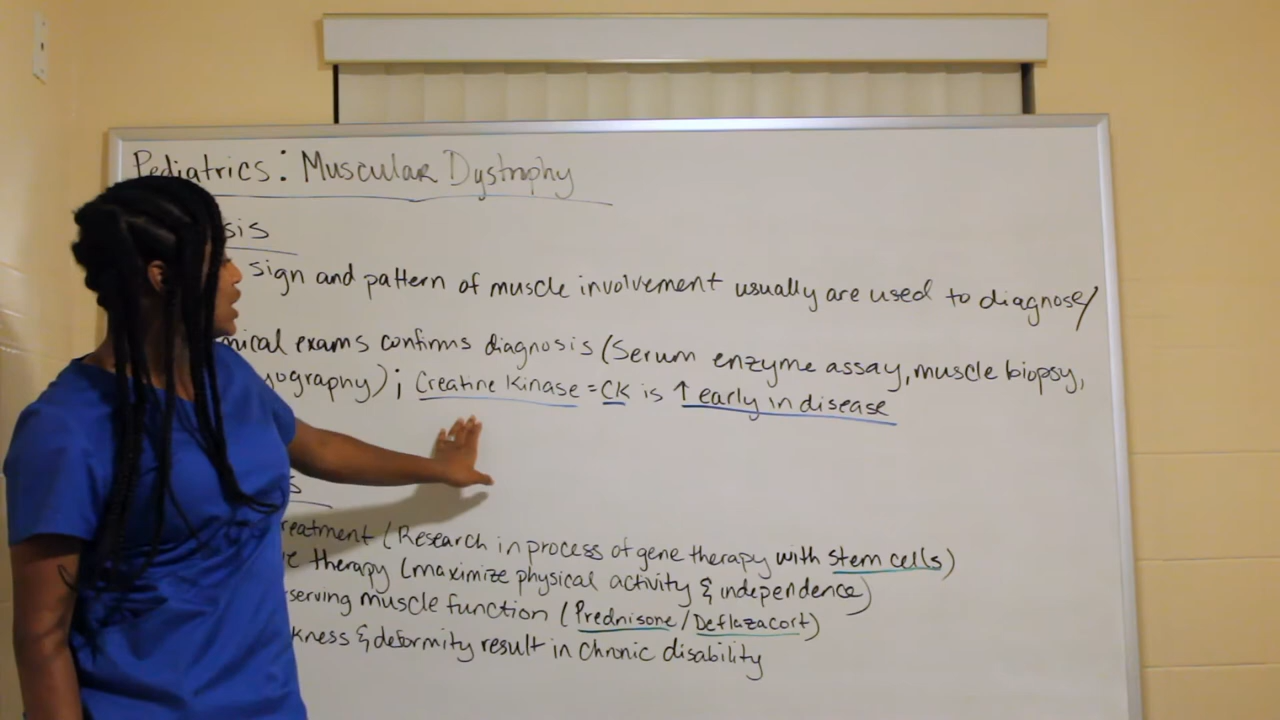 Pediatrics: Muscular Dystrophy
sis
sign and pattern of muscle involvement usually are used to diagnose/
nical exams confirms diagnosis (Serum enzyme assay, muscle biopsy,
yography); Creatine Kinase = CK is ↑ early in disease
s
reatment (Research in process of gene therapy with stem cells)
e therapy (maximize physical activity & independence)
serving muscle function (Prednisone/Deflazacort)
kness & deformity result in chronic disability